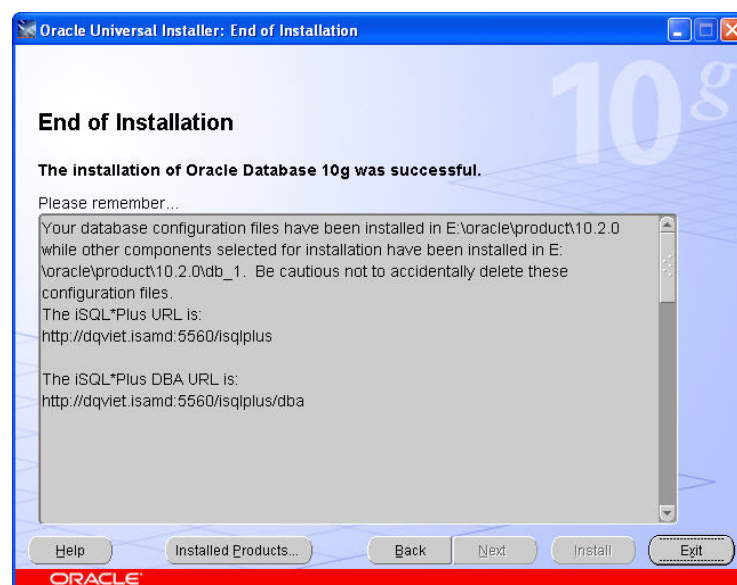 Oracle Universal Installer: End of Installation
10g
End of Installation
The installation of Oracle Database 10g was successful.
Please remember...
Your database configuration files have been installed in E:\oracle\product\10.2.0
while other components selected for installation have been installed in E:
\oracle\product\10.2.0\db_1.  Be cautious not to accidentally delete these
configuration files.
The iSQL*Plus URL is:
http://dqviet.isamd:5560/isqlplus
The iSQL*Plus DBA URL is:
http://dqviet.isamd:5560/isqlplus/dba
Help
Installed Products...
Back
Next
Install
Exit
ORACLE